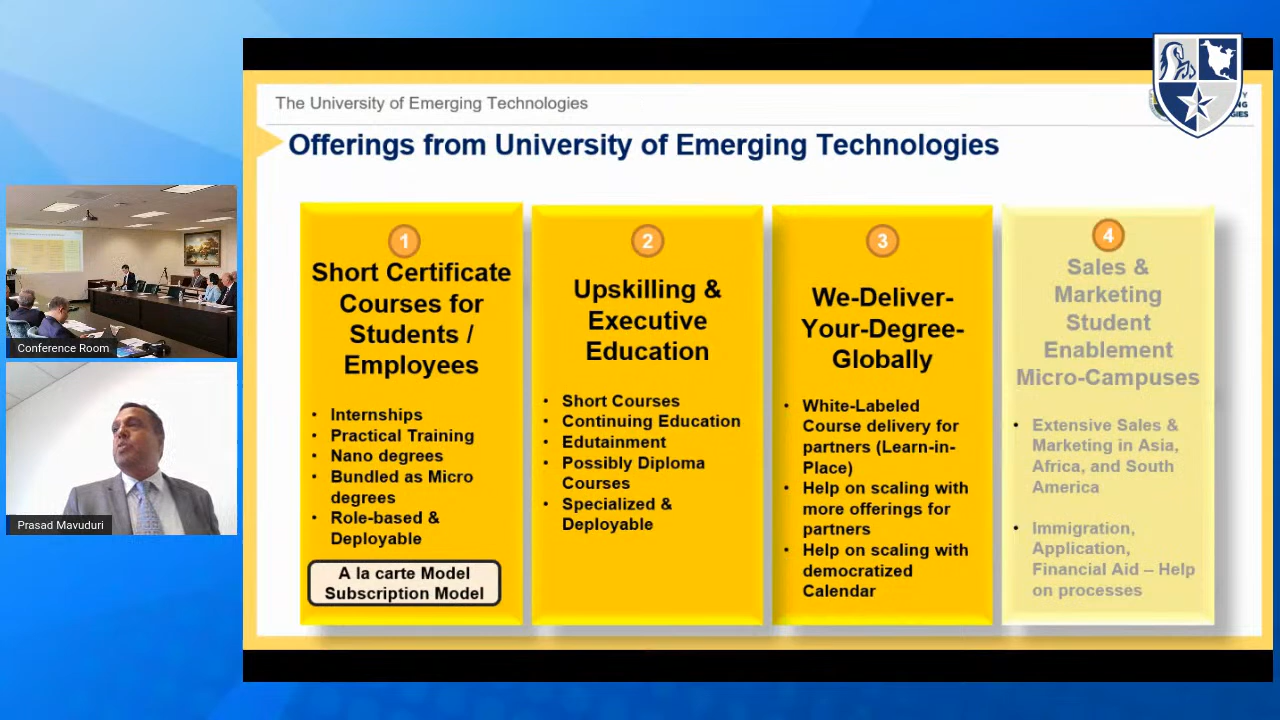 The University of Emerging Technologies
Offerings from University of Emerging Technologies
1
Short Certificate
Courses for
Students /
Employees
• Internships
• Practical Training
• Nano degrees
• Bundled as Micro
degrees
• Role-based &
Deployable
A la carte Model
Subscription Model
2
Upskilling &
Executive
Education
• Short Courses
• Continuing Education
• Edutainment
• Possibly Diploma
Courses
• Specialized &
Deployable
3
We-Deliver-
Your-Degree-
Globally
• White-Labeled
Course delivery for
partners (Learn-in-
Place)
• Help on scaling with
more offerings for
partners
• Help on scaling with
democratized
Calendar
4
Sales &
Marketing
Student
Enablement
Micro-Campuses
• Extensive Sales &
Marketing in Asia,
Africa, and South
America
• Immigration,
Application,
Financial Aid – Help
on processes
Conference Room
Prasad Mavuduri